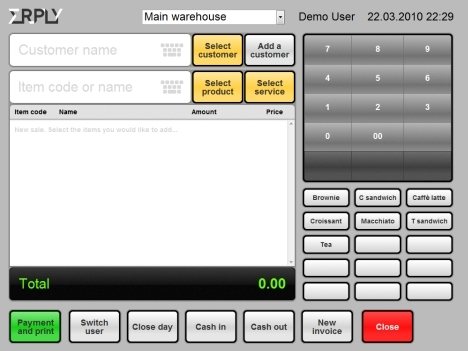 ERPLY
Main warehouse
Demo User 22.03.2010 22:29
Customer name
Select customer
Add a customer
Item code or name
Select product
Select service
Item code Name Amount Price
New sale. Select the items you would like to add...
Total 0.00
7 8 9
4 5 6
1 2 3
0 00
Brownie C sandwich Caffè latte
Croissant Macchiato T sandwich
Tea
Payment and print
Switch user
Close day
Cash in
Cash out
New invoice
Close